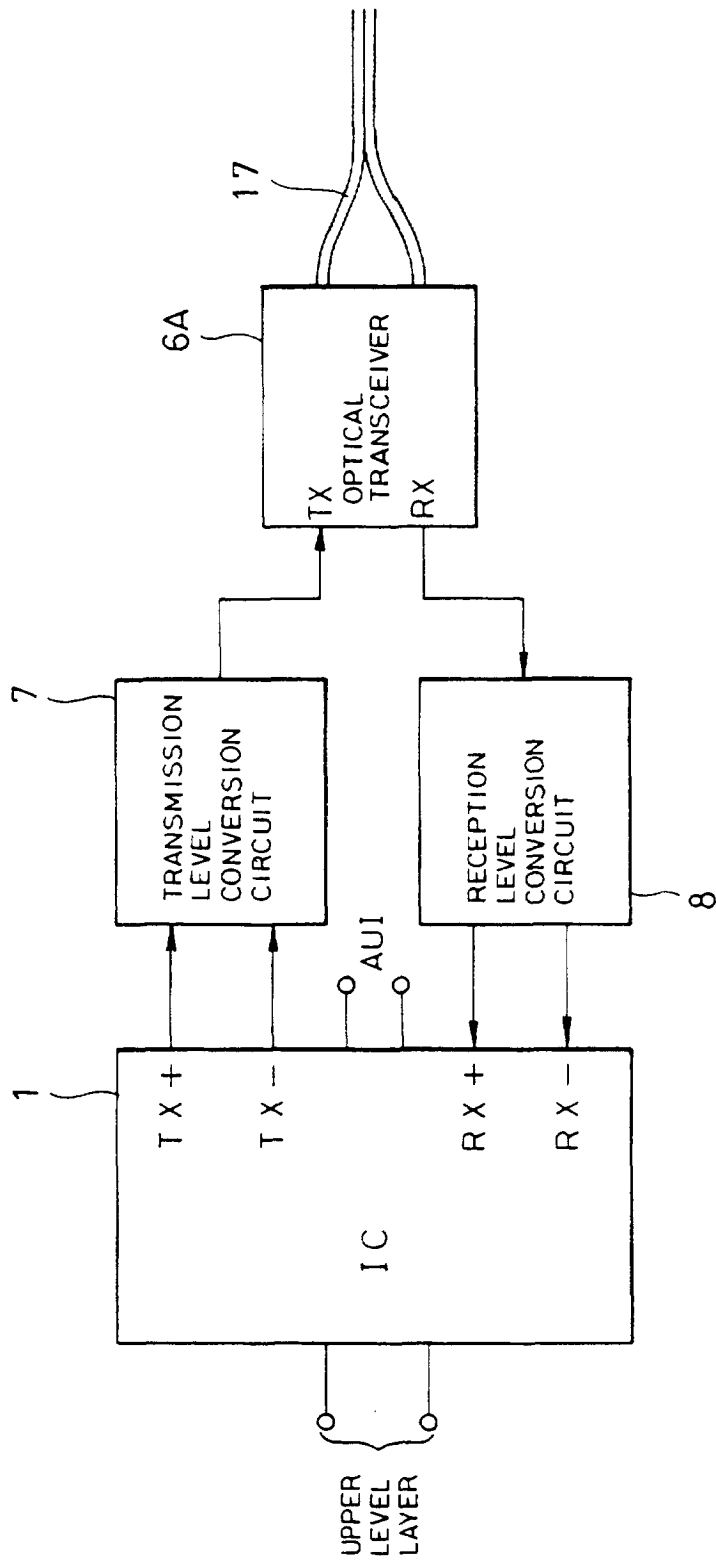 UPPER
LEVEL
LAYER
1
IC
TX+
TX-
RX+
RX-
AUI
7
TRANSMISSION
LEVEL
CONVERSION
CIRCUIT
8
RECEPTION
LEVEL
CONVERSION
CIRCUIT
6A
TX
OPTICAL
TRANSCEIVER
RX
17